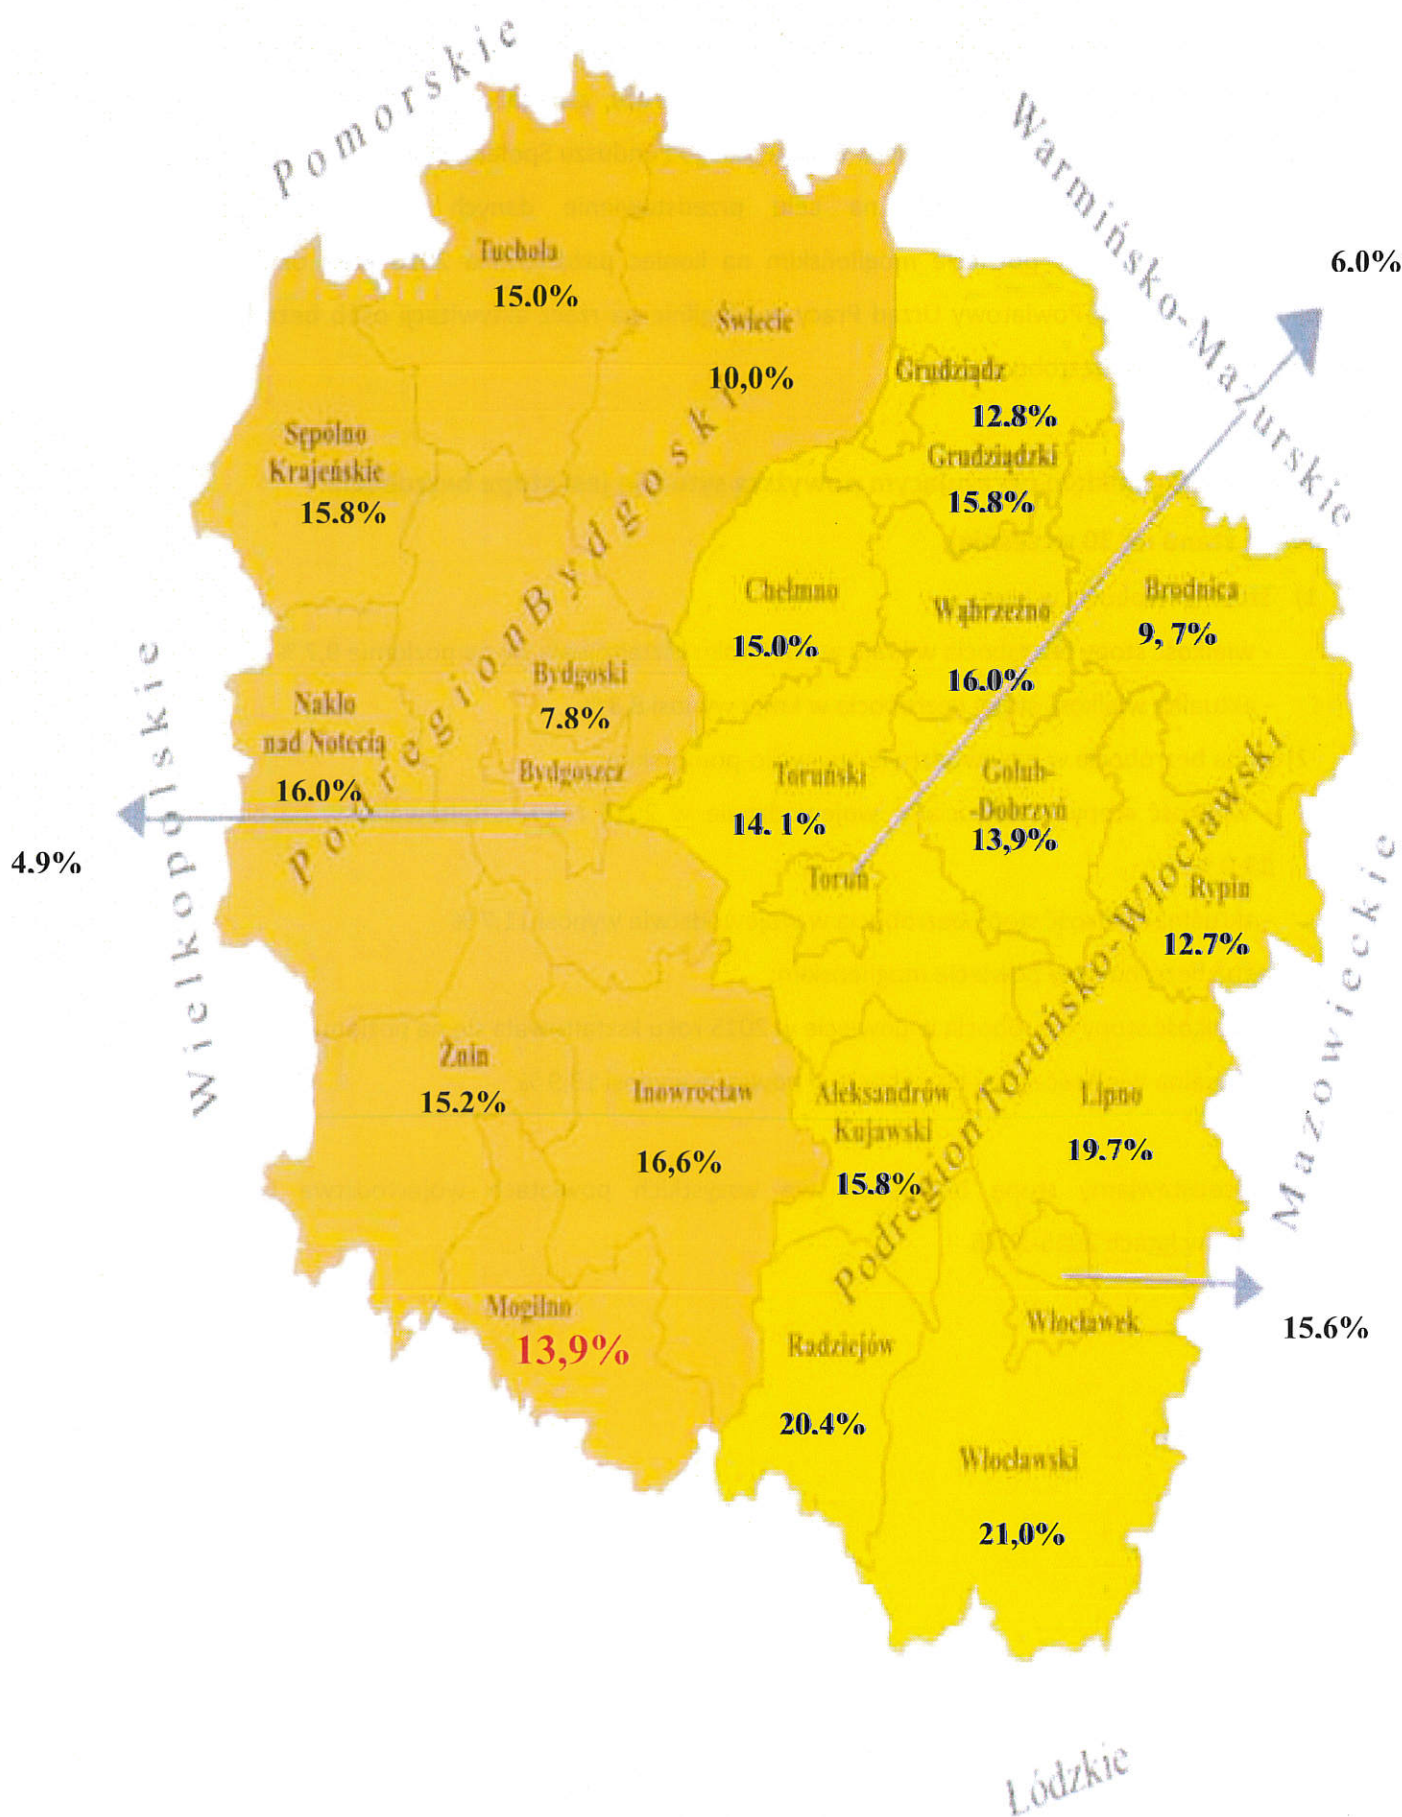 Pomorskie
Warmińsko-Mazurskie
6.0%
Tuchola
15.0%
Świecie
10,0%
Grudziądz
12.8%
Sępólno
Krajeńskie
15.8%
Grudziądzki
15.8%
Podregion Bydgoski
Chełmno
15.0%
Wąbrzeźno
16.0%
Brodnica
9, 7%
Wielkopolskie
Bydgoski
7.8%
Nakło
nad Notecią
16.0%
Bydgoszcz
Toruński
14. 1%
Golub-
-Dobrzyń
13,9%
4.9%
Toruń
Rypin
12.7%
Podregion Toruńsko-Włocławski
Mazowieckie
Żnin
15.2%
Inowrocław
16,6%
Aleksandrów
Kujawski
15.8%
Lipno
19.7%
Mogilno
13,9%
Włocławek
15.6%
Radziejów
20.4%
Włocławski
21,0%
Łódzkie